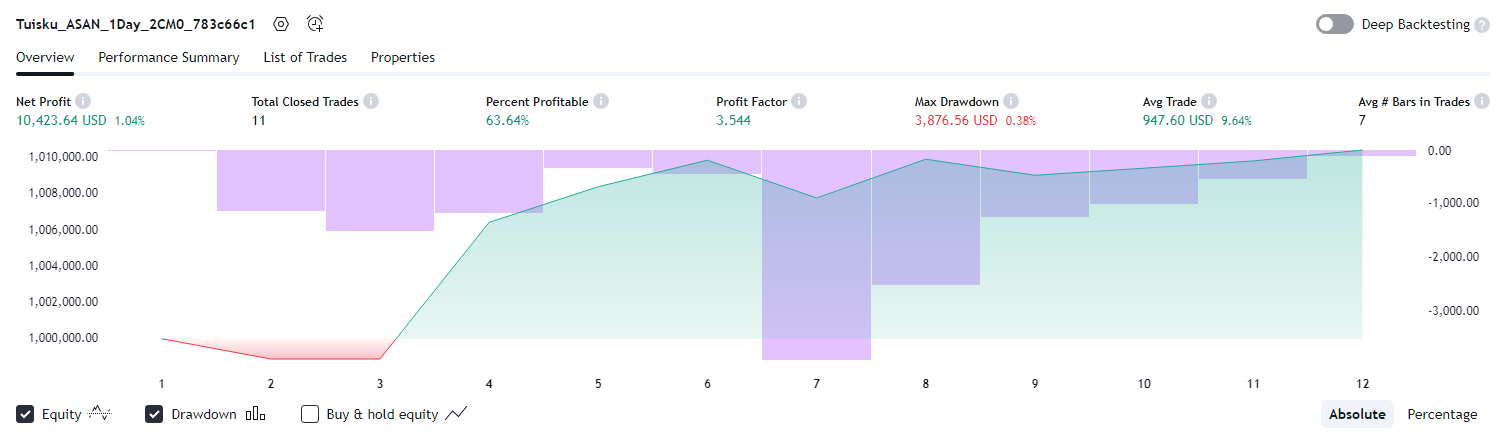 Tuisku_ASAN_1Day_2CM0_783c66c1
Deep Backtesting ?
Overview Performance Summary List of Trades Properties
Net Profit Total Closed Trades Percent Profitable Profit Factor Max Drawdown Avg Trade Avg # Bars in Trades
10,423.64 USD 1.04% 11 63.64% 3.544 3,876.56 USD 0.38% 947.60 USD 9.64% 7
1,010,000.00 0.00
1,008,000.00
-1,000.00
1,006,000.00
-2,000.00
1,004,000.00
1,002,000.00
-3,000.00
1,000,000.00
1 2 3 4 5 6 7 8 9 10 11 12
Equity Drawdown Buy & hold equity Absolute Percentage